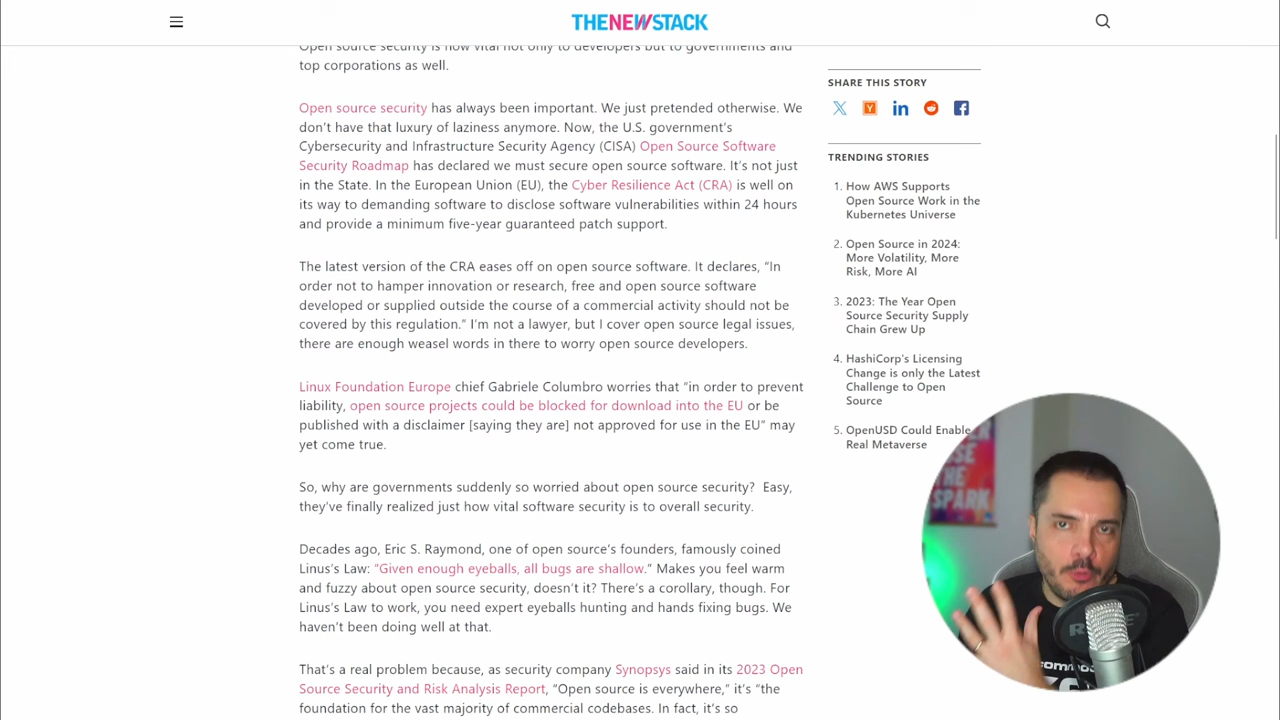 THENEWSTACK
Open source security is now vital not only to developers but to governments and
top corporations as well.
Open source security has always been important. We just pretended otherwise. We
don't have that luxury of laziness anymore. Now, the U.S. government's
Cybersecurity and Infrastructure Security Agency (CISA) Open Source Software
Security Roadmap has declared we must secure open source software. It's not just
in the State. In the European Union (EU), the Cyber Resilience Act (CRA) is well on
its way to demanding software to disclose software vulnerabilities within 24 hours
and provide a minimum five-year guaranteed patch support.
The latest version of the CRA eases off on open source software. It declares, “In
order not to hamper innovation or research, free and open source software
developed or supplied outside the course of a commercial activity should not be
covered by this regulation.” I'm not a lawyer, but I cover open source legal issues,
there are enough weasel words in there to worry open source developers.
Linux Foundation Europe chief Gabriele Columbro worries that “in order to prevent
liability, open source projects could be blocked for download into the EU or be
published with a disclaimer [saying they are] not approved for use in the EU” may
yet come true.
So, why are governments suddenly so worried about open source security?  Easy,
they've finally realized just how vital software security is to overall security.
Decades ago, Eric S. Raymond, one of open source's founders, famously coined
Linus's Law: “Given enough eyeballs, all bugs are shallow.” Makes you feel warm
and fuzzy about open source security, doesn't it? There's a corollary, though. For
Linus's Law to work, you need expert eyeballs hunting and hands fixing bugs. We
haven't been doing well at that.
That's a real problem because, as security company Synopsys said in its 2023 Open
Source Security and Risk Analysis Report, “Open source is everywhere,” it's “the
foundation for the vast majority of commercial codebases. In fact, it's so
SHARE THIS STORY
TRENDING STORIES
1. How AWS Supports
Open Source Work in the
Kubernetes Universe
2. Open Source in 2024:
More Volatility, More
Risk, More AI
3. 2023: The Year Open
Source Security Supply
Chain Grew Up
4. HashiCorp's Licensing
Change is only the Latest
Challenge to Open
Source
5. OpenUSD Could Enable
Real Metaverse
THE
SPARK